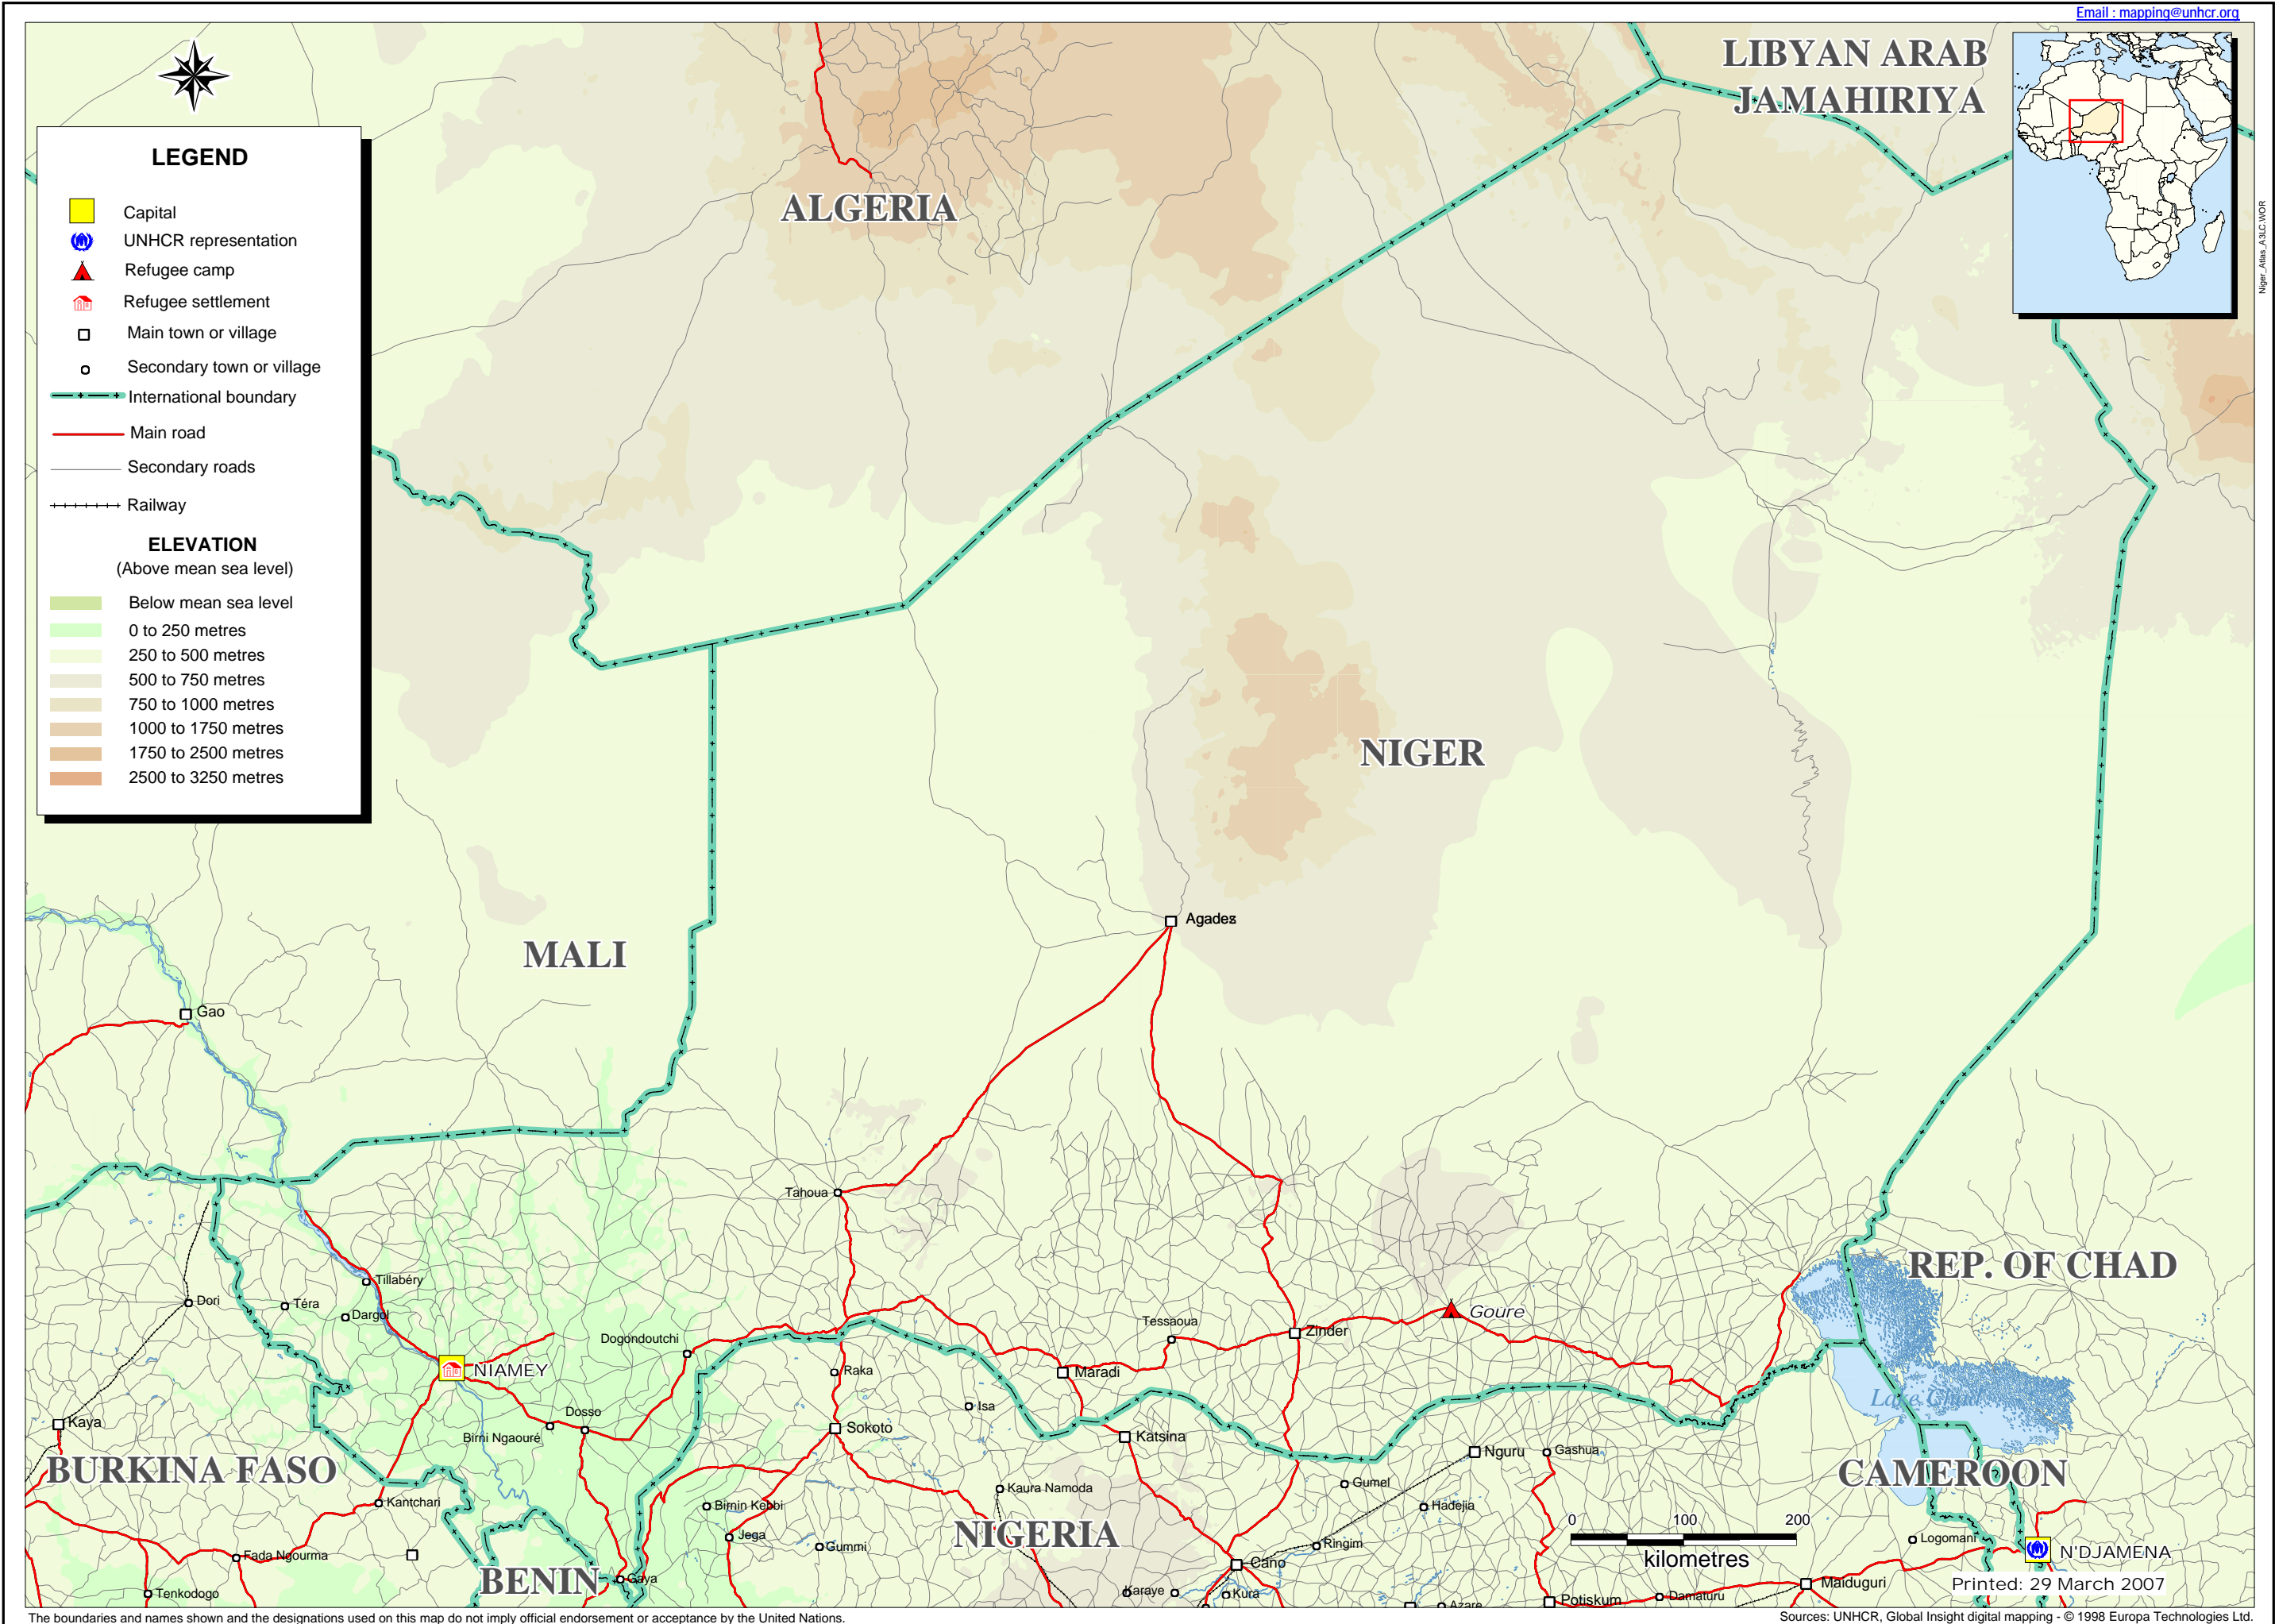 Email : mapping@unhcr.org
LIBYAN ARAB
JAMAHIRIYA
Niger_Atlas_A3LC.WOR
LEGEND
Capital
UNHCR representation
Refugee camp
Refugee settlement
Main town or village
Secondary town or village
International boundary
Main road
Secondary roads
Railway
ELEVATION
(Above mean sea level)
Below mean sea level
0 to 250 metres
250 to 500 metres
500 to 750 metres
750 to 1000 metres
1000 to 1750 metres
1750 to 2500 metres
2500 to 3250 metres
ALGERIA
NIGER
Agadez
MALI
Gao
Tahoua
REP. OF CHAD
Tillabéry
Dori
Téra
Dargol
Goure
Tessaoua
Zinder
Dogondoutchi
NIAMEY
Raka
Maradi
Lake Chad
Isa
Dosso
Kaya
Sokoto
Birni Ngaouré
Katsina
Nguru
Gashua
BURKINA FASO
CAMEROON
Gumel
Kaura Namoda
Kantchari
Birnin Kebbi
Hadejia
0 100 200
kilometres
NIGERIA
Jega
Gummi
Ringim
Logomani
N'DJAMENA
Fada Ngourma
Cano
BENIN
Gaya
Maiduguri
Printed: 29 March 2007
Tenkodogo
Karaye
Kura
Potiskum
Damaturu
Azare
The boundaries and names shown and the designations used on this map do not imply official endorsement or acceptance by the United Nations.
Sources: UNHCR, Global Insight digital mapping - © 1998 Europa Technologies Ltd.